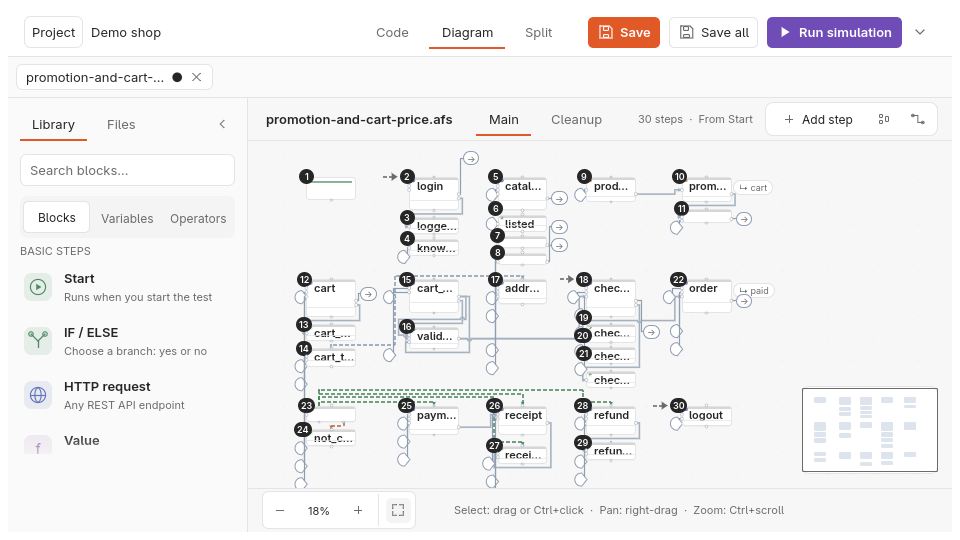 Project
Demo shop
Code
Diagram
Split
Save
Save all
Run simulation
promotion-and-cart-...
Library
Files
promotion-and-cart-price.afs
Main
Cleanup
30 steps · From Start
Add step
Search blocks...
Blocks
Variables
Operators
BASIC STEPS
Start
Runs when you start the test
IF / ELSE
Choose a branch: yes or no
HTTP request
Any REST API endpoint
Value
1
2
login
3
logge...
4
know...
5
catal...
6
listed
7
8
9
prod...
10
prom...
cart
11
12
cart
13
cart_...
14
cart_t...
15
cart_...
16
valid...
17
addr...
18
chec...
19
chec...
20
21
chec...
chec...
22
order
paid
23
24
not_c...
25
paym...
26
receipt
27
recei...
28
refund
29
refun...
30
logout
18%
Select: drag or Ctrl+click · Pan: right-drag · Zoom: Ctrl+scroll